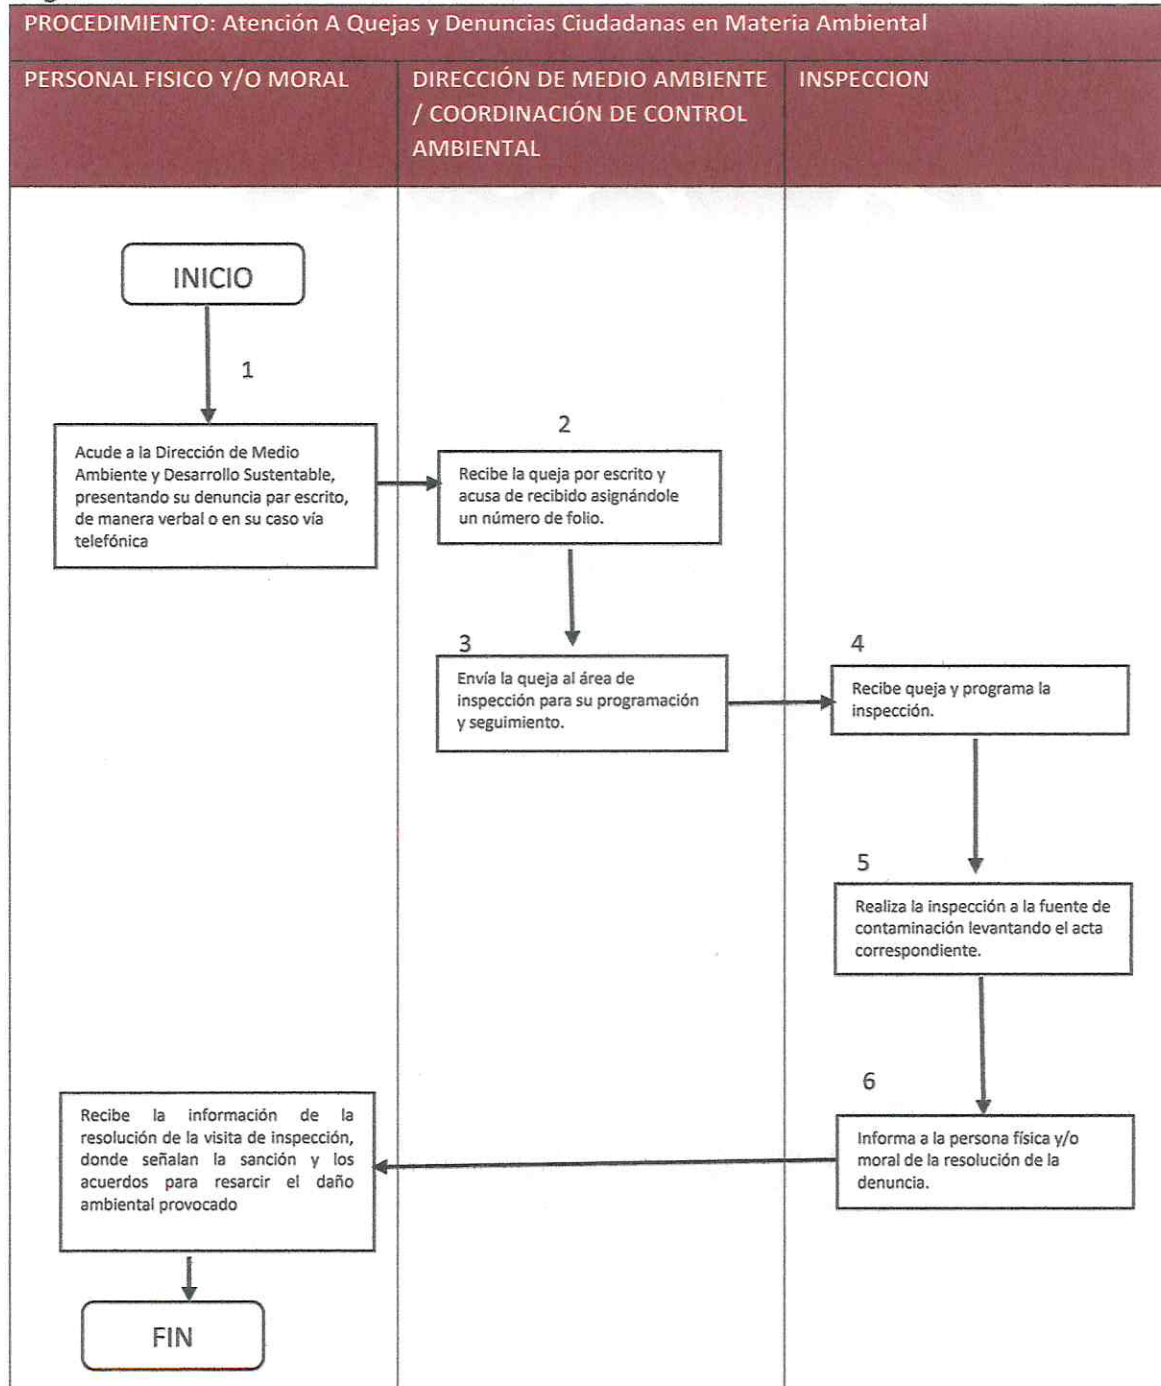 PROCEDIMIENTO: Atención A Quejas y Denuncias Ciudadanas en Materia Ambiental
PERSONAL FISICO Y/O MORAL
DIRECCIÓN DE MEDIO AMBIENTE
/ COORDINACIÓN DE CONTROL
AMBIENTAL
INSPECCION
INICIO
1
Acude a la Dirección de Medio
Ambiente y Desarrollo Sustentable,
presentando su denuncia par escrito,
de manera verbal o en su caso vía
telefónica
2
Recibe la queja por escrito y
acusa de recibido asignándole
un número de folio.
3
Envía la queja al área de
inspección para su programación
y seguimiento.
4
Recibe queja y programa la
inspección.
5
Realiza la inspección a la fuente de
contaminación levantando el acta
correspondiente.
6
Informa a la persona física y/o
moral de la resolución de la
denuncia.
Recibe la información de la
resolución de la visita de inspección,
donde señalan la sanción y los
acuerdos para resarcir el daño
ambiental provocado
FIN